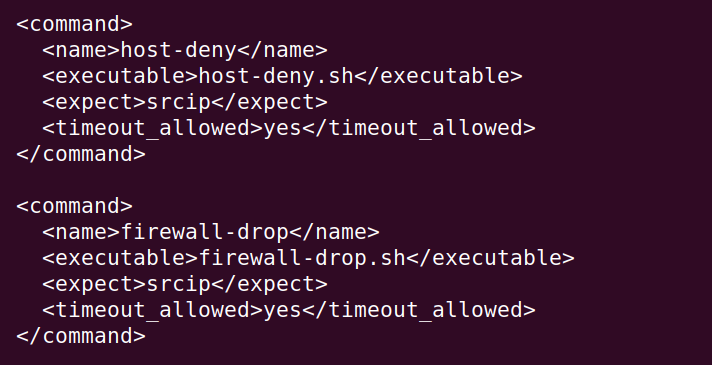 <command>
  <name>host-deny</name>
  <executable>host-deny.sh</executable>
  <expect>srcip</expect>
  <timeout_allowed>yes</timeout_allowed>
</command>

<command>
  <name>firewall-drop</name>
  <executable>firewall-drop.sh</executable>
  <expect>srcip</expect>
  <timeout_allowed>yes</timeout_allowed>
</command>